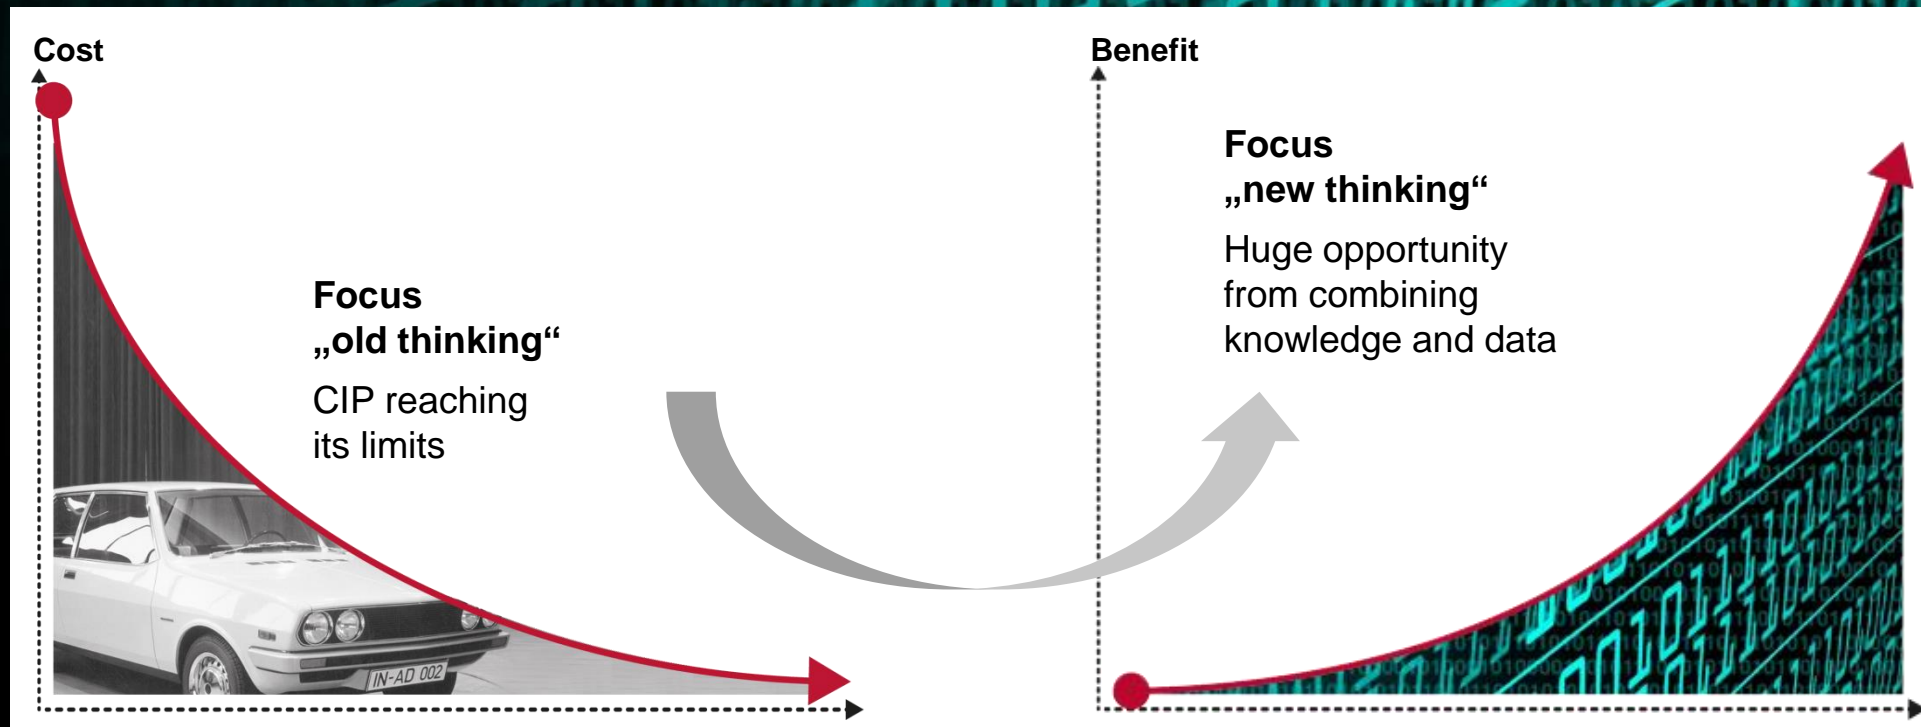 Cost
Focus
„old thinking“
CIP reaching
its limits
IN-AD 002
Benefit
Focus
„new thinking“
Huge opportunity
from combining
knowledge and data